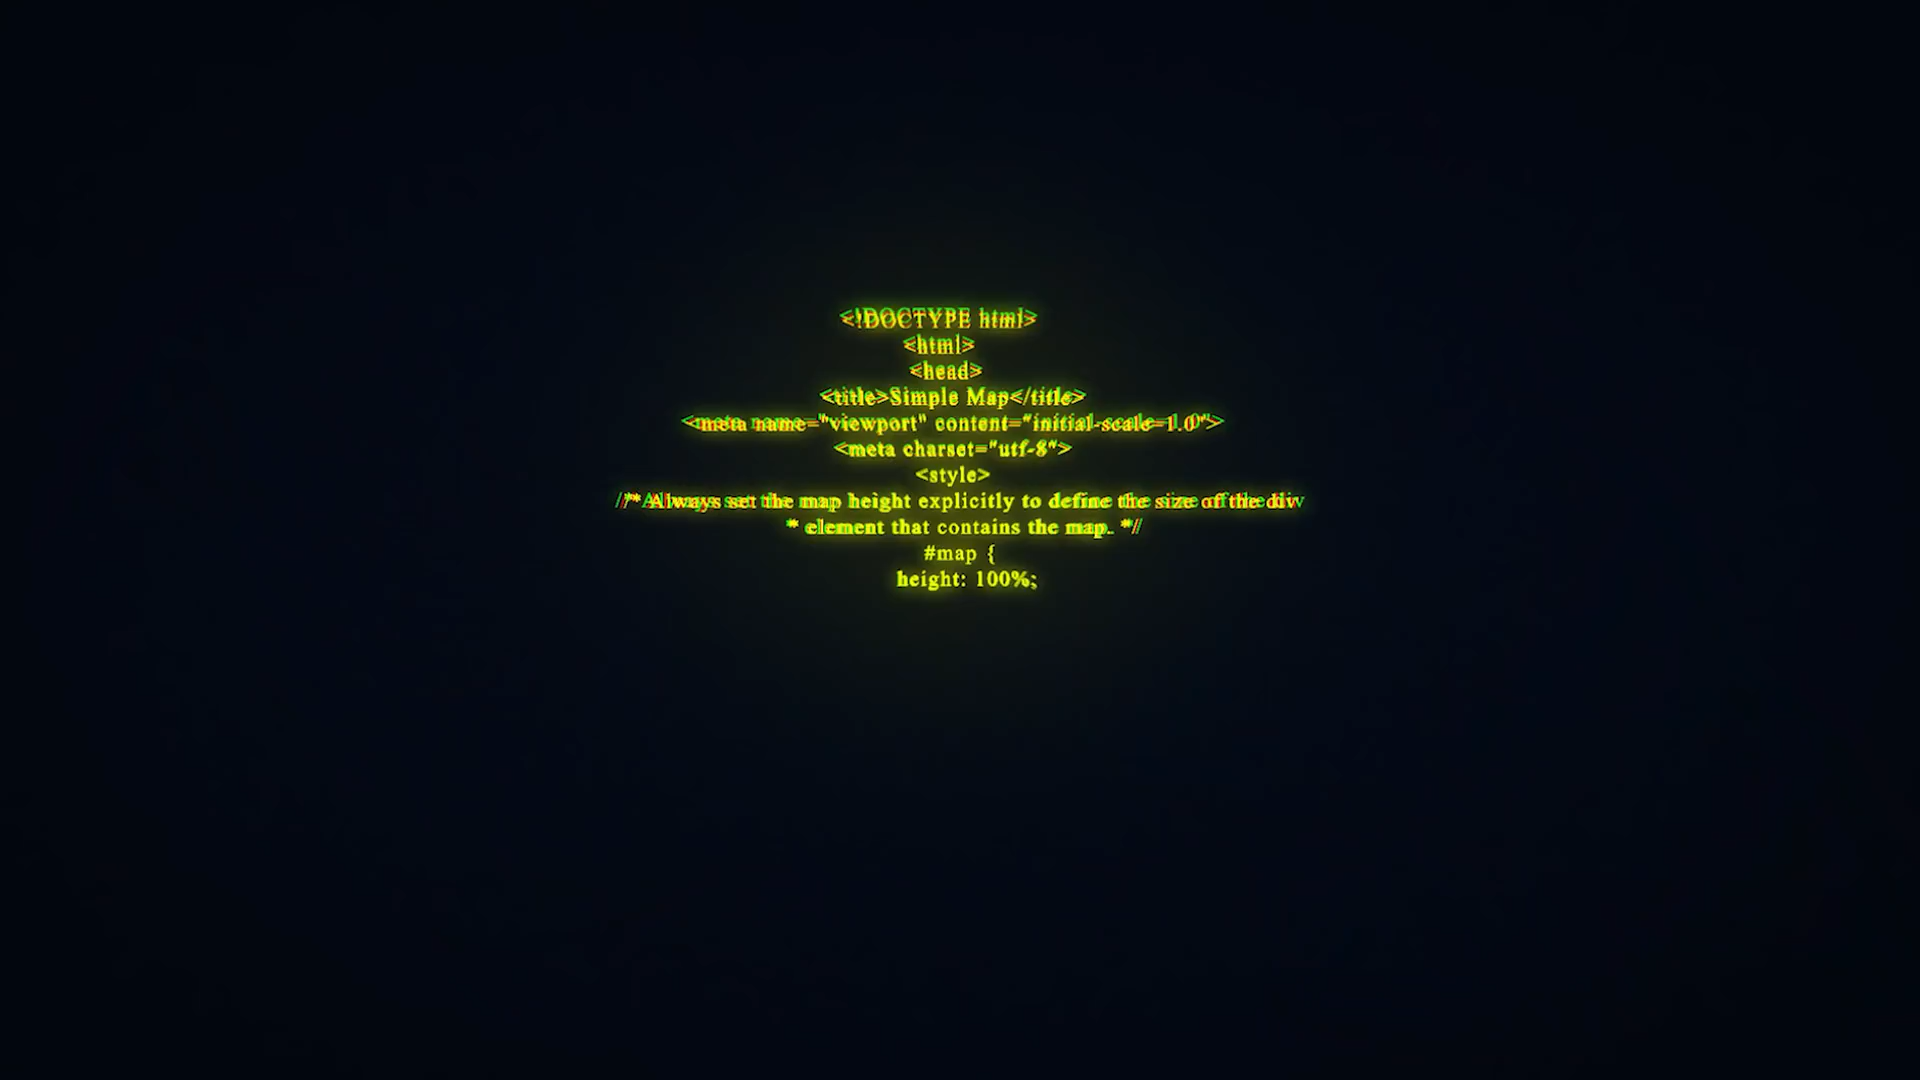 <!DOCTYPE html>
<html>
<head>
<title>Simple Map</title>
<meta name="viewport" content="initial-scale=1.0">
<meta charset="utf-8">
<style>
/* Always set the map height explicitly to define the size of the div
* element that contains the map. */
#map {
height: 100%;